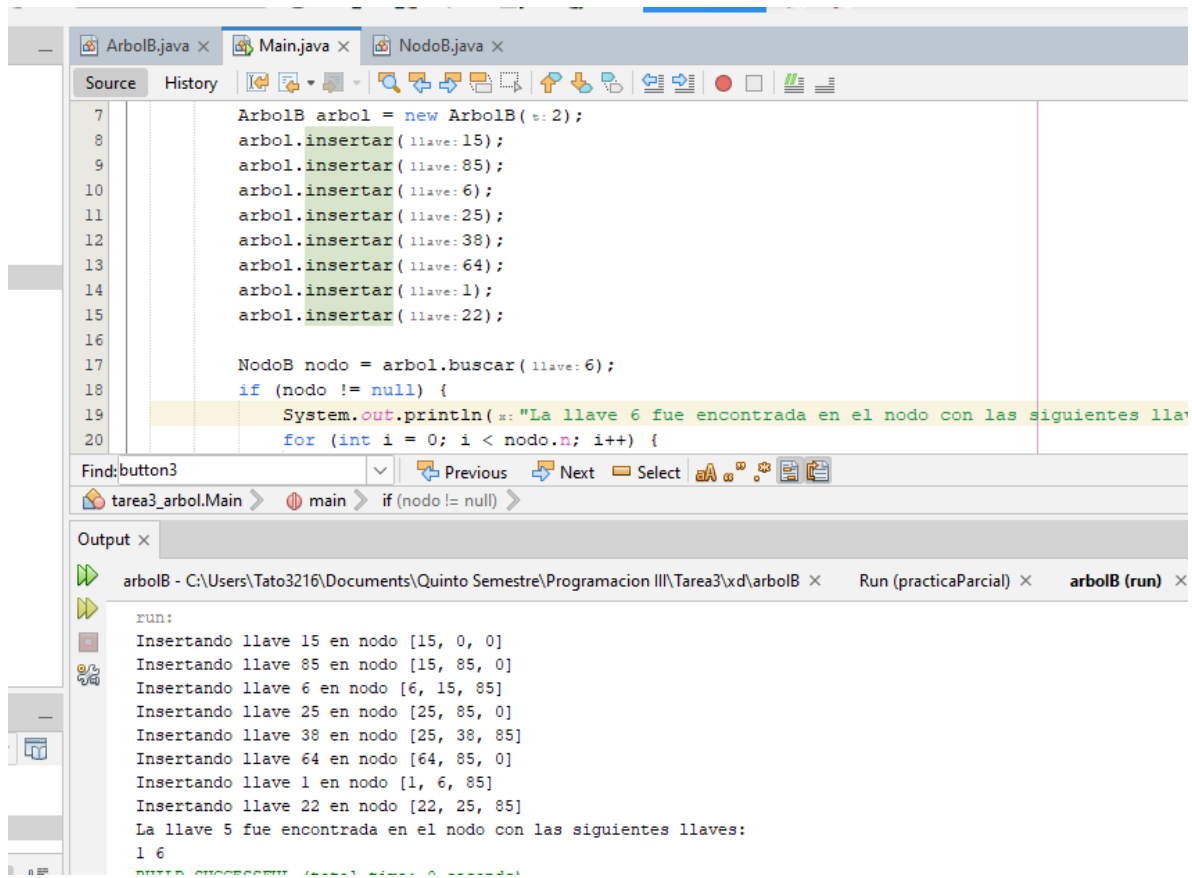 ArbolB.java × Main.java × NodoB.java ×
Source History
7 ArbolB arbol = new ArbolB( t: 2);
8 arbol.insertar( llave: 15);
9 arbol.insertar( llave: 85);
10 arbol.insertar( llave: 6);
11 arbol.insertar( llave: 25);
12 arbol.insertar( llave: 38);
13 arbol.insertar( llave: 64);
14 arbol.insertar( llave: 1);
15 arbol.insertar( llave: 22);
16
17 NodoB nodo = arbol.buscar( llave: 6);
18 if (nodo != null) {
19 System.out.println( x: "La llave 6 fue encontrada en el nodo con las siguientes llav
20 for (int i = 0; i < nodo.n; i++) {
Find: button3 Previous Next Select aA
tarea3_arbol.Main main if (nodo != null)
Output ×
arbolB - C:\Users\Tato3216\Documents\Quinto Semestre\Programacion III\Tarea3\xd\arbolB × Run (practicaParcial) × arbolB (run) ×
run:
Insertando llave 15 en nodo [15, 0, 0]
Insertando llave 85 en nodo [15, 85, 0]
Insertando llave 6 en nodo [6, 15, 85]
Insertando llave 25 en nodo [25, 85, 0]
Insertando llave 38 en nodo [25, 38, 85]
Insertando llave 64 en nodo [64, 85, 0]
Insertando llave 1 en nodo [1, 6, 85]
Insertando llave 22 en nodo [22, 25, 85]
La llave 5 fue encontrada en el nodo con las siguientes llaves:
1 6
BUILD SUCCESSFUL (total time: 0 seconds)